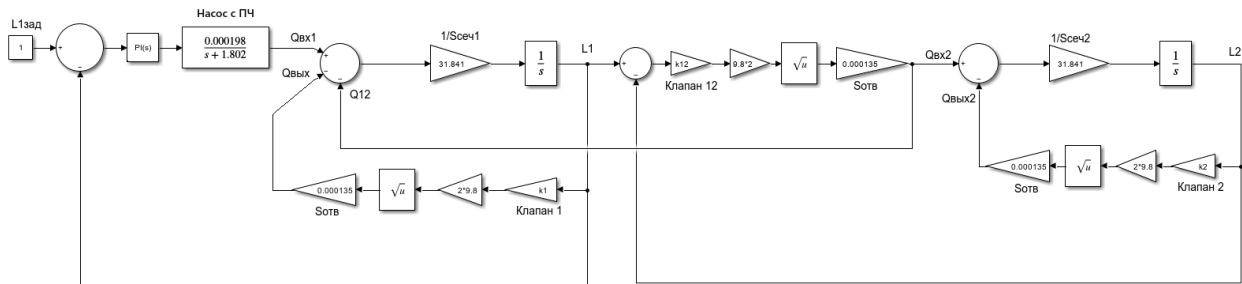 Насос с ПЧ
L1зад
1
PI(s)
0.000198
s + 1.802
Qвх1
Qвых
Q12
1/Sсеч1
31.841
1
s
L1
k12
Клапан 12
9.8*2
√u
0.000135
Sотв
Qвх2
Qвых2
1/Sсеч2
31.841
1
s
L2
0.000135
Sотв
√u
2*9.8
k1
Клапан 1
0.000135
Sотв
√u
2*9.8
k2
Клапан 2